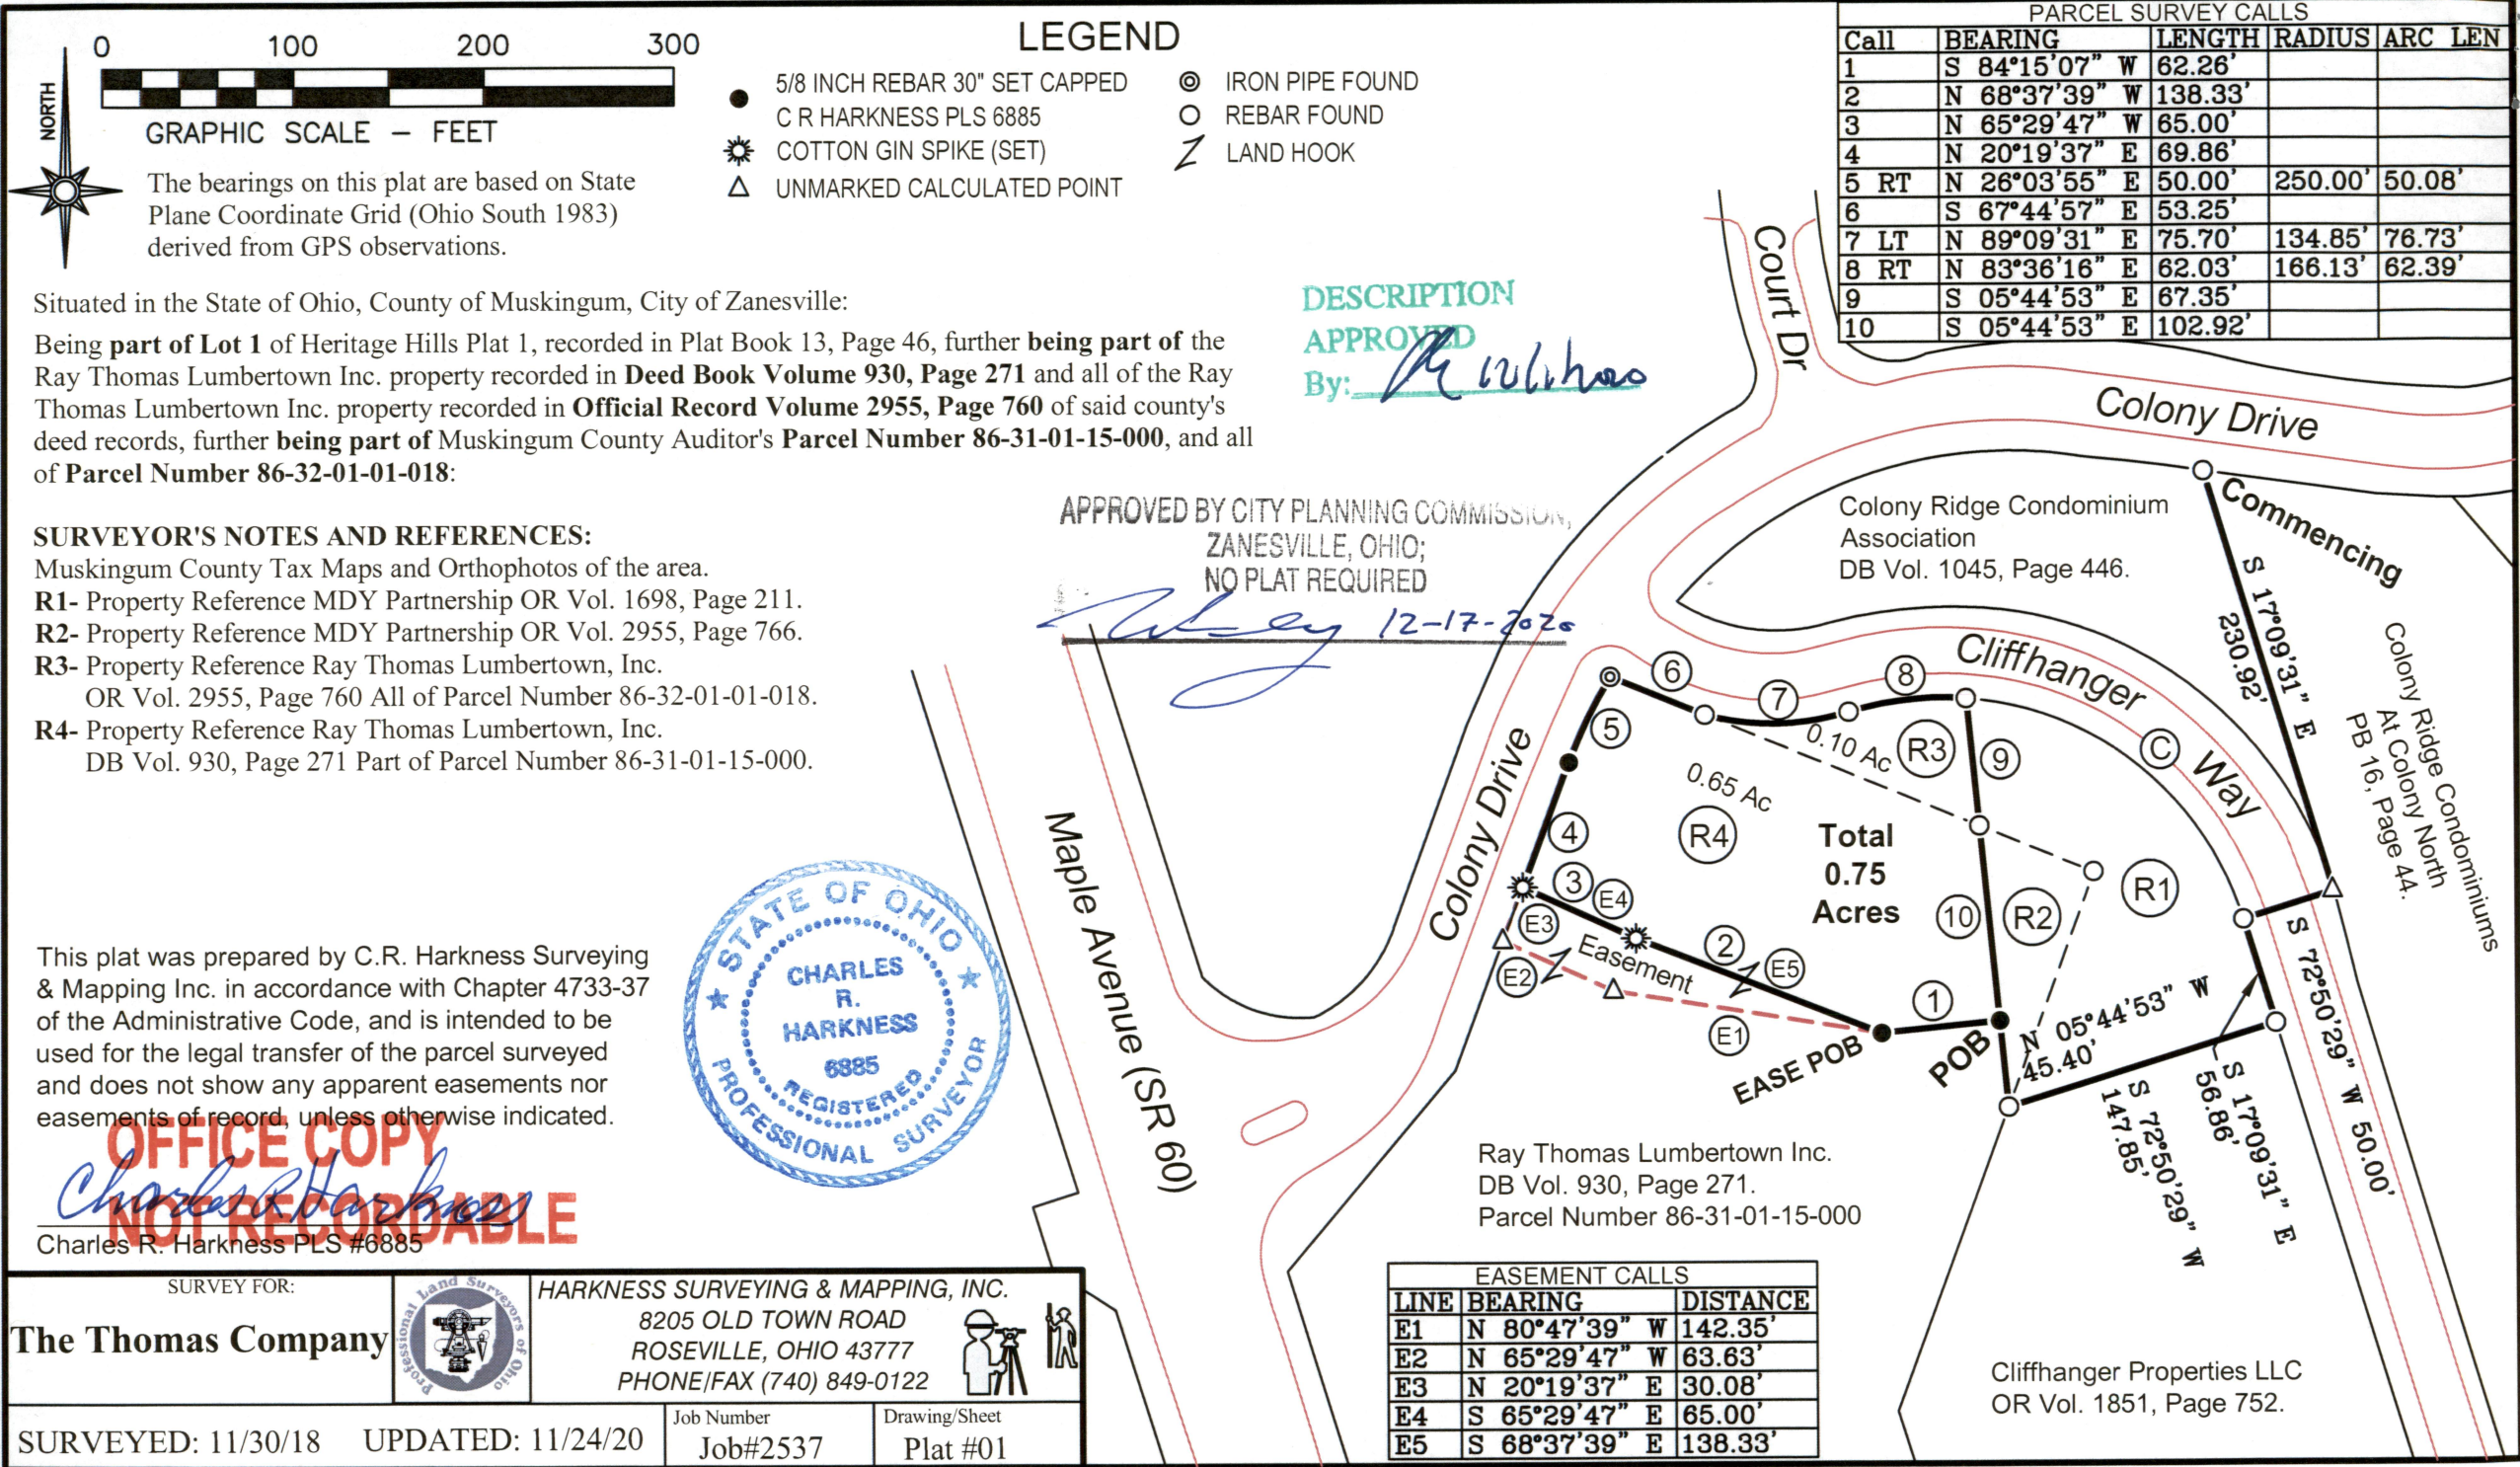 0 100 200 300
NORTH
GRAPHIC SCALE – FEET
The bearings on this plat are based on State
Plane Coordinate Grid (Ohio South 1983)
derived from GPS observations.
LEGEND
5/8 INCH REBAR 30" SET CAPPED
C R HARKNESS PLS 6885
COTTON GIN SPIKE (SET)
UNMARKED CALCULATED POINT
IRON PIPE FOUND
REBAR FOUND
LAND HOOK
PARCEL SURVEY CALLS
Call BEARING LENGTH RADIUS ARC LEN
1 S 84°15'07" W 62.26'
2 N 68°37'39" W 138.33'
3 N 65°29'47" W 65.00'
4 N 20°19'37" E 69.86'
5 RT N 26°03'55" E 50.00' 250.00' 50.08'
6 S 67°44'57" E 53.25'
7 LT N 89°09'31" E 75.70' 134.85' 76.73'
8 RT N 83°36'16" E 62.03' 166.13' 62.39'
9 S 05°44'53" E 67.35'
10 S 05°44'53" E 102.92'
Situated in the State of Ohio, County of Muskingum, City of Zanesville:
Being part of Lot 1 of Heritage Hills Plat 1, recorded in Plat Book 13, Page 46, further being part of the
Ray Thomas Lumbertown Inc. property recorded in Deed Book Volume 930, Page 271 and all of the Ray
Thomas Lumbertown Inc. property recorded in Official Record Volume 2955, Page 760 of said county's
deed records, further being part of Muskingum County Auditor's Parcel Number 86-31-01-15-000, and all
of Parcel Number 86-32-01-01-018:
DESCRIPTION
APPROVED
By:
SURVEYOR'S NOTES AND REFERENCES:
Muskingum County Tax Maps and Orthophotos of the area.
R1- Property Reference MDY Partnership OR Vol. 1698, Page 211.
R2- Property Reference MDY Partnership OR Vol. 2955, Page 766.
R3- Property Reference Ray Thomas Lumbertown, Inc.
OR Vol. 2955, Page 760 All of Parcel Number 86-32-01-01-018.
R4- Property Reference Ray Thomas Lumbertown, Inc.
DB Vol. 930, Page 271 Part of Parcel Number 86-31-01-15-000.
APPROVED BY CITY PLANNING COMMISSION,
ZANESVILLE, OHIO;
NO PLAT REQUIRED
12-17-2020
Court Dr
Colony Drive
Colony Ridge Condominium
Association
DB Vol. 1045, Page 446.
Commencing
S 17°09'31" E
230.92'
Colony Ridge Condominiums
At Colony North
PB 16, Page 44.
Cliffhanger Way
C
Colony Drive
Maple Avenue (SR 60)
6
7
8
5
0.10 Ac
R3
9
0.65 Ac
4
R4
Total
0.75
Acres
3
E4
E3
10
R2
R1
Easement
2
E5
E2
1
E1
EASE POB
POB
N 05°44'53" W
45.40'
S 72°50'29" W 50.00'
S 17°09'31" E
56.86'
S 72°50'29" W
147.85'
This plat was prepared by C.R. Harkness Surveying
& Mapping Inc. in accordance with Chapter 4733-37
of the Administrative Code, and is intended to be
used for the legal transfer of the parcel surveyed
and does not show any apparent easements nor
easements of record, unless otherwise indicated.
OFFICE COPY
NOT RECORDABLE
Charles R Harkness
Charles R. Harkness PLS #6885
STATE OF OHIO
CHARLES
R.
HARKNESS
6885
REGISTERED
PROFESSIONAL SURVEYOR
Ray Thomas Lumbertown Inc.
DB Vol. 930, Page 271.
Parcel Number 86-31-01-15-000
Cliffhanger Properties LLC
OR Vol. 1851, Page 752.
EASEMENT CALLS
LINE BEARING DISTANCE
E1 N 80°47'39" W 142.35'
E2 N 65°29'47" W 63.63'
E3 N 20°19'37" E 30.08'
E4 S 65°29'47" E 65.00'
E5 S 68°37'39" E 138.33'
SURVEY FOR:
The Thomas Company
Professional Land Surveyors of Ohio
HARKNESS SURVEYING & MAPPING, INC.
8205 OLD TOWN ROAD
ROSEVILLE, OHIO 43777
PHONE/FAX (740) 849-0122
SURVEYED: 11/30/18 UPDATED: 11/24/20
Job Number
Job#2537
Drawing/Sheet
Plat #01